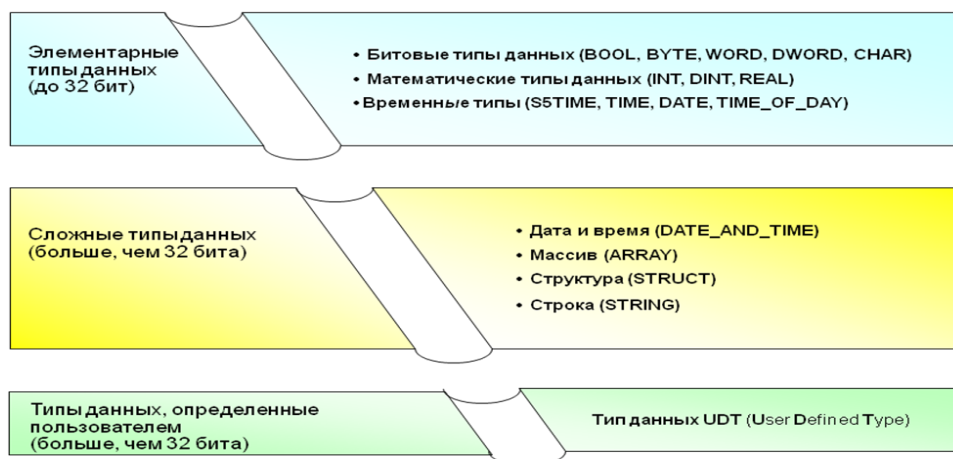 Элементарные
типы данных
(до 32 бит)
• Битовые типы данных (BOOL, BYTE, WORD, DWORD, CHAR)
• Математические типы данных (INT, DINT, REAL)
• Временные типы (S5TIME, TIME, DATE, TIME_OF_DAY)
Сложные типы данных
(больше, чем 32 бита)
• Дата и время (DATE_AND_TIME)
• Массив (ARRAY)
• Структура (STRUCT)
• Строка (STRING)
Типы данных, определенные
пользователем
(больше, чем 32 бита)
Тип данных UDT (User Defined Type)